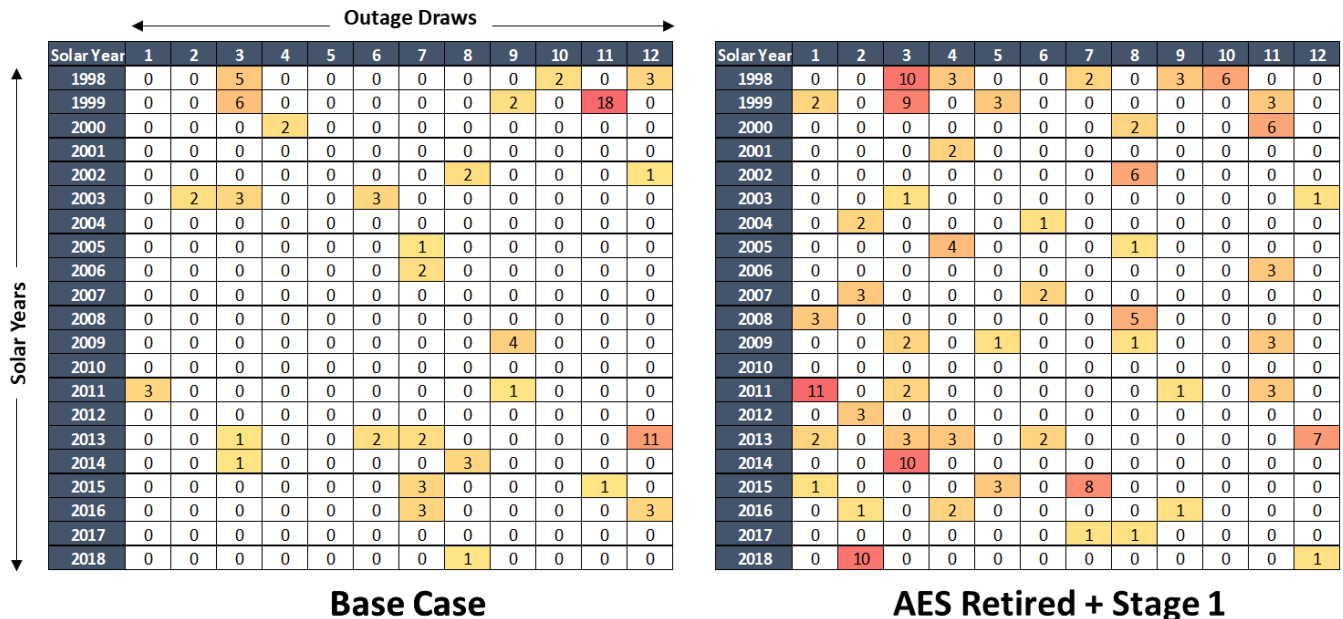 Outage Draws
Solar Years
Solar Year 1 2 3 4 5 6 7 8 9 10 11 12
1998 0 0 5 0 0 0 0 0 0 2 0 3
1999 0 0 6 0 0 0 0 0 2 0 18 0
2000 0 0 0 2 0 0 0 0 0 0 0 0
2001 0 0 0 0 0 0 0 0 0 0 0 0
2002 0 0 0 0 0 0 0 2 0 0 0 1
2003 0 2 3 0 0 3 0 0 0 0 0 0
2004 0 0 0 0 0 0 0 0 0 0 0 0
2005 0 0 0 0 0 0 1 0 0 0 0 0
2006 0 0 0 0 0 0 2 0 0 0 0 0
2007 0 0 0 0 0 0 0 0 0 0 0 0
2008 0 0 0 0 0 0 0 0 0 0 0 0
2009 0 0 0 0 0 0 0 0 4 0 0 0
2010 0 0 0 0 0 0 0 0 0 0 0 0
2011 3 0 0 0 0 0 0 0 1 0 0 0
2012 0 0 0 0 0 0 0 0 0 0 0 0
2013 0 0 1 0 0 2 2 0 0 0 0 11
2014 0 0 1 0 0 0 0 3 0 0 0 0
2015 0 0 0 0 0 0 3 0 0 0 1 0
2016 0 0 0 0 0 0 3 0 0 0 0 3
2017 0 0 0 0 0 0 0 0 0 0 0 0
2018 0 0 0 0 0 0 0 1 0 0 0 0
Base Case
Solar Year 1 2 3 4 5 6 7 8 9 10 11 12
1998 0 0 10 3 0 0 2 0 3 6 0 0
1999 2 0 9 0 3 0 0 0 0 0 3 0
2000 0 0 0 0 0 0 0 2 0 0 6 0
2001 0 0 0 2 0 0 0 0 0 0 0 0
2002 0 0 0 0 0 0 0 6 0 0 0 0
2003 0 0 1 0 0 0 0 0 0 0 0 1
2004 0 2 0 0 0 1 0 0 0 0 0 0
2005 0 0 0 4 0 0 0 1 0 0 0 0
2006 0 0 0 0 0 0 0 0 0 0 3 0
2007 0 3 0 0 0 2 0 0 0 0 0 0
2008 3 0 0 0 0 0 0 5 0 0 0 0
2009 0 0 2 0 1 0 0 1 0 0 3 0
2010 0 0 0 0 0 0 0 0 0 0 0 0
2011 11 0 2 0 0 0 0 0 1 0 3 0
2012 0 3 0 0 0 0 0 0 0 0 0 0
2013 2 0 3 3 0 2 0 0 0 0 0 7
2014 0 0 10 0 0 0 0 0 0 0 0 0
2015 1 0 0 0 3 0 8 0 0 0 0 0
2016 0 1 0 2 0 0 0 0 1 0 0 0
2017 0 0 0 0 0 0 1 1 0 0 0 0
2018 0 10 0 0 0 0 0 0 0 0 0 1
AES Retired + Stage 1